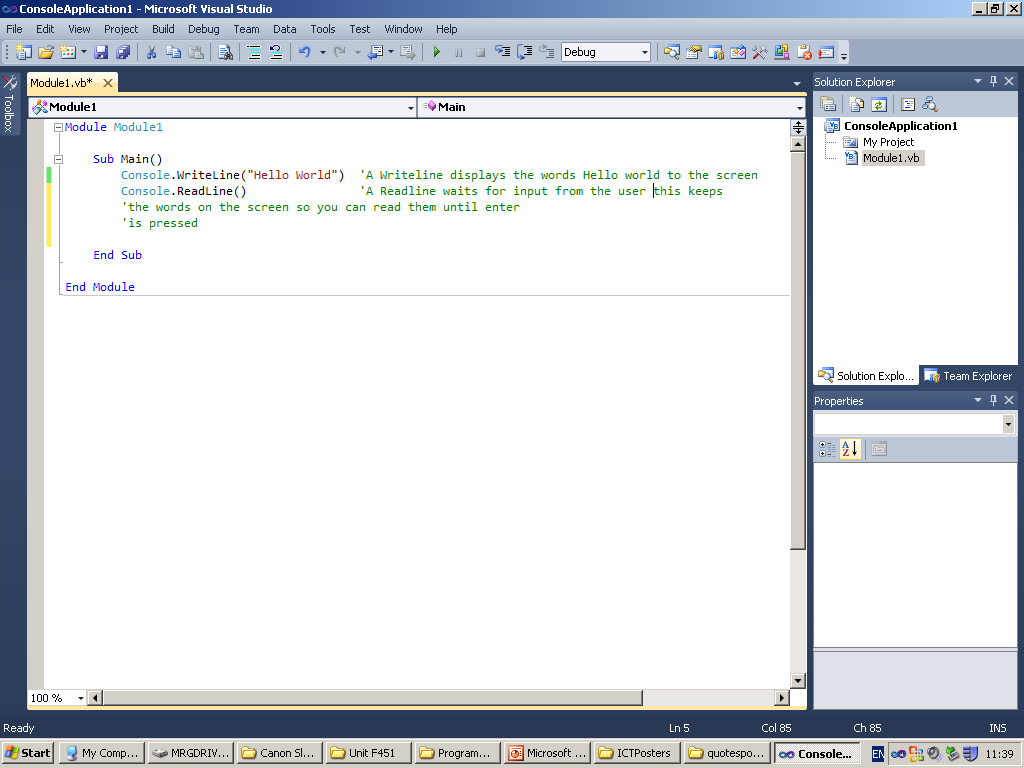 ConsoleApplication1 - Microsoft Visual Studio
File Edit View Project Build Debug Team Data Tools Test Window Help
Debug
Toolbox
Module1.vb*
Module1 Main
Module Module1
Sub Main()
Console.WriteLine("Hello World") 'A Writeline displays the words Hello world to the screen
Console.ReadLine() 'A Readline waits for input from the user this keeps
'the words on the screen so you can read them until enter
'is pressed
End Sub
End Module
100 %
Solution Explorer
ConsoleApplication1
My Project
Module1.vb
Solution Explo... Team Explorer
Properties
Ready Ln 5 Col 85 Ch 85 INS
Start My Comp... MRGDRIV... Canon Sl... Unit F451 Program... Microsoft ... ICTPosters quotespo... Console... EN 11:39